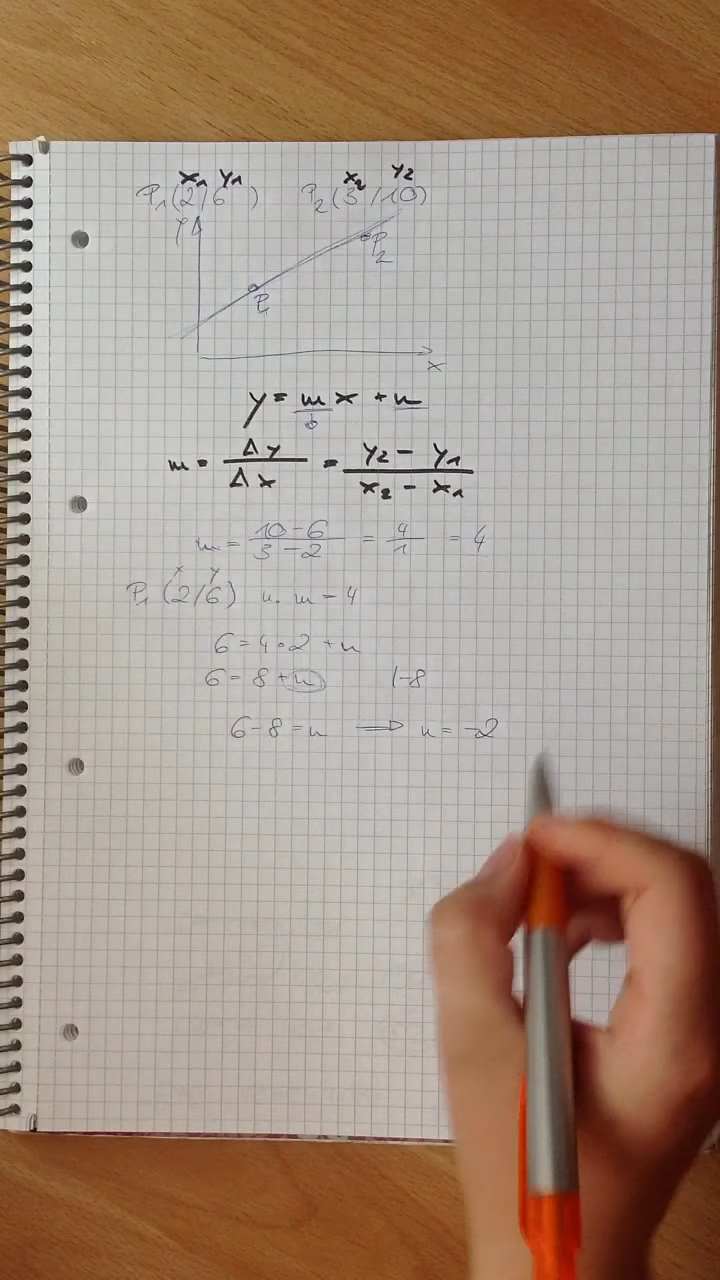 x1 y1 x2 y2
P1(2/6) P2(3/10)
y
P2
P1
x
y = mx + n
m = Δy/Δx = (y2 - y1)/(x2 - x1)
m = (10-6)/(3-2) = 4/1 = 4
x y
P1 (2/6) u. m = 4
6 = 4·2 + n
6 = 8 + n |-8
6-8 = n ⟹ n = -2